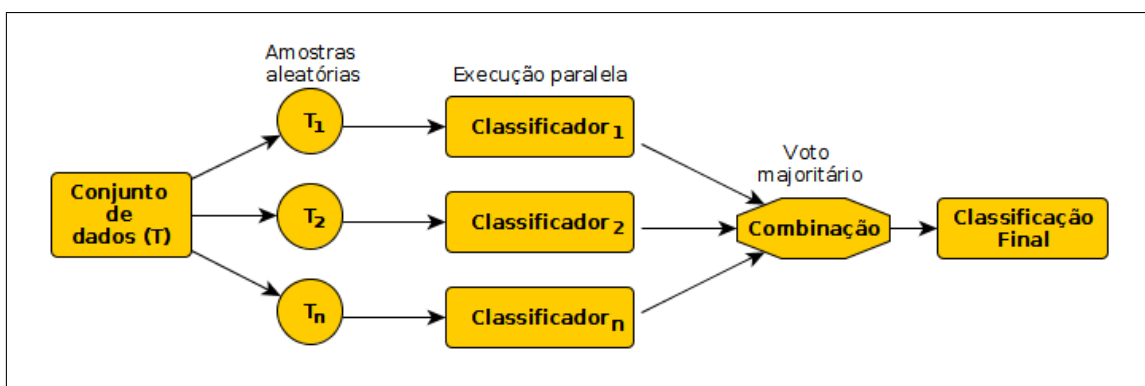 Amostras
aleatórias
Execução paralela
T1
Classificador1
Voto
majoritário
Conjunto
de
dados (T)
T2
Classificador2
Combinação
Classificação
Final
Tn
Classificadorn